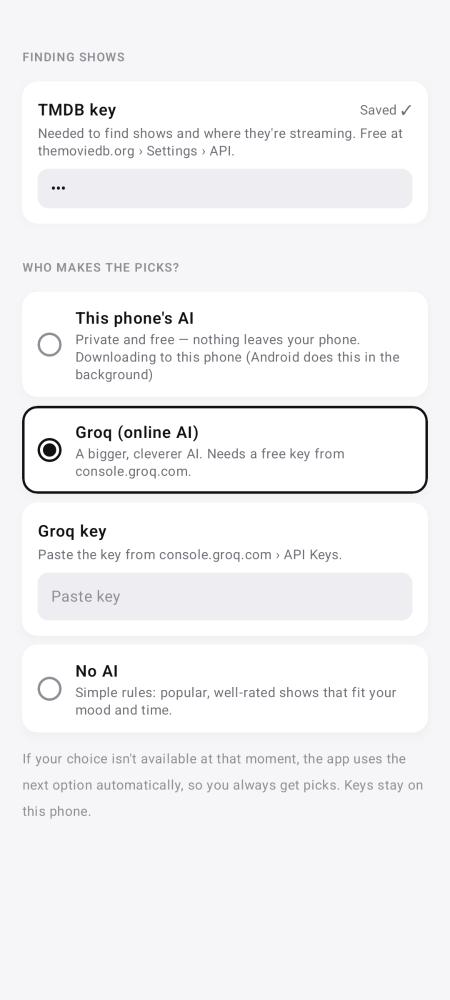 FINDING SHOWS
TMDB key
Saved ✓
Needed to find shows and where they're streaming. Free at
themoviedb.org › Settings › API.
•••
WHO MAKES THE PICKS?
This phone's AI
Private and free — nothing leaves your phone.
Downloading to this phone (Android does this in the
background)
Groq (online AI)
A bigger, cleverer AI. Needs a free key from
console.groq.com.
Groq key
Paste the key from console.groq.com › API Keys.
Paste key
No AI
Simple rules: popular, well-rated shows that fit your
mood and time.
If your choice isn't available at that moment, the app uses the
next option automatically, so you always get picks. Keys stay on
this phone.